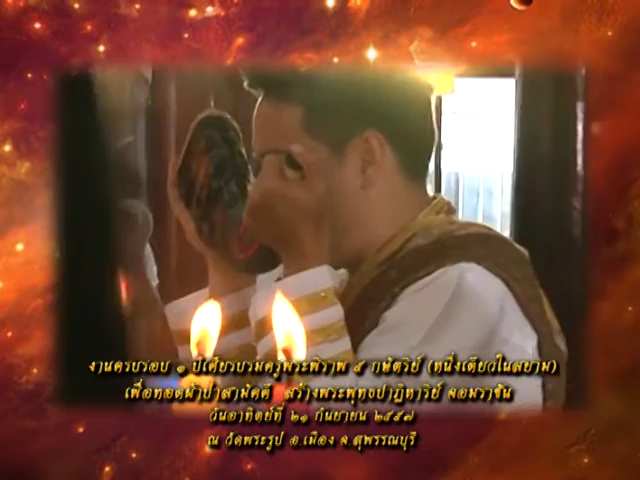 งานครบรอบ ๑ ปีเศียรบรมครูพระพิราพ ๕ กษัตริย์ (หนึ่งเดียวในสยาม)
เพื่อทอดผ้าป่าสามัคคี สร้างพระพุทธปาฏิหาริย์ จอมราชัน
วันอาทิตย์ที่ ๒๑ กันยายน ๒๕๕๗
ณ วัดพระรูป อ.เมือง จ.สุพรรณบุรี